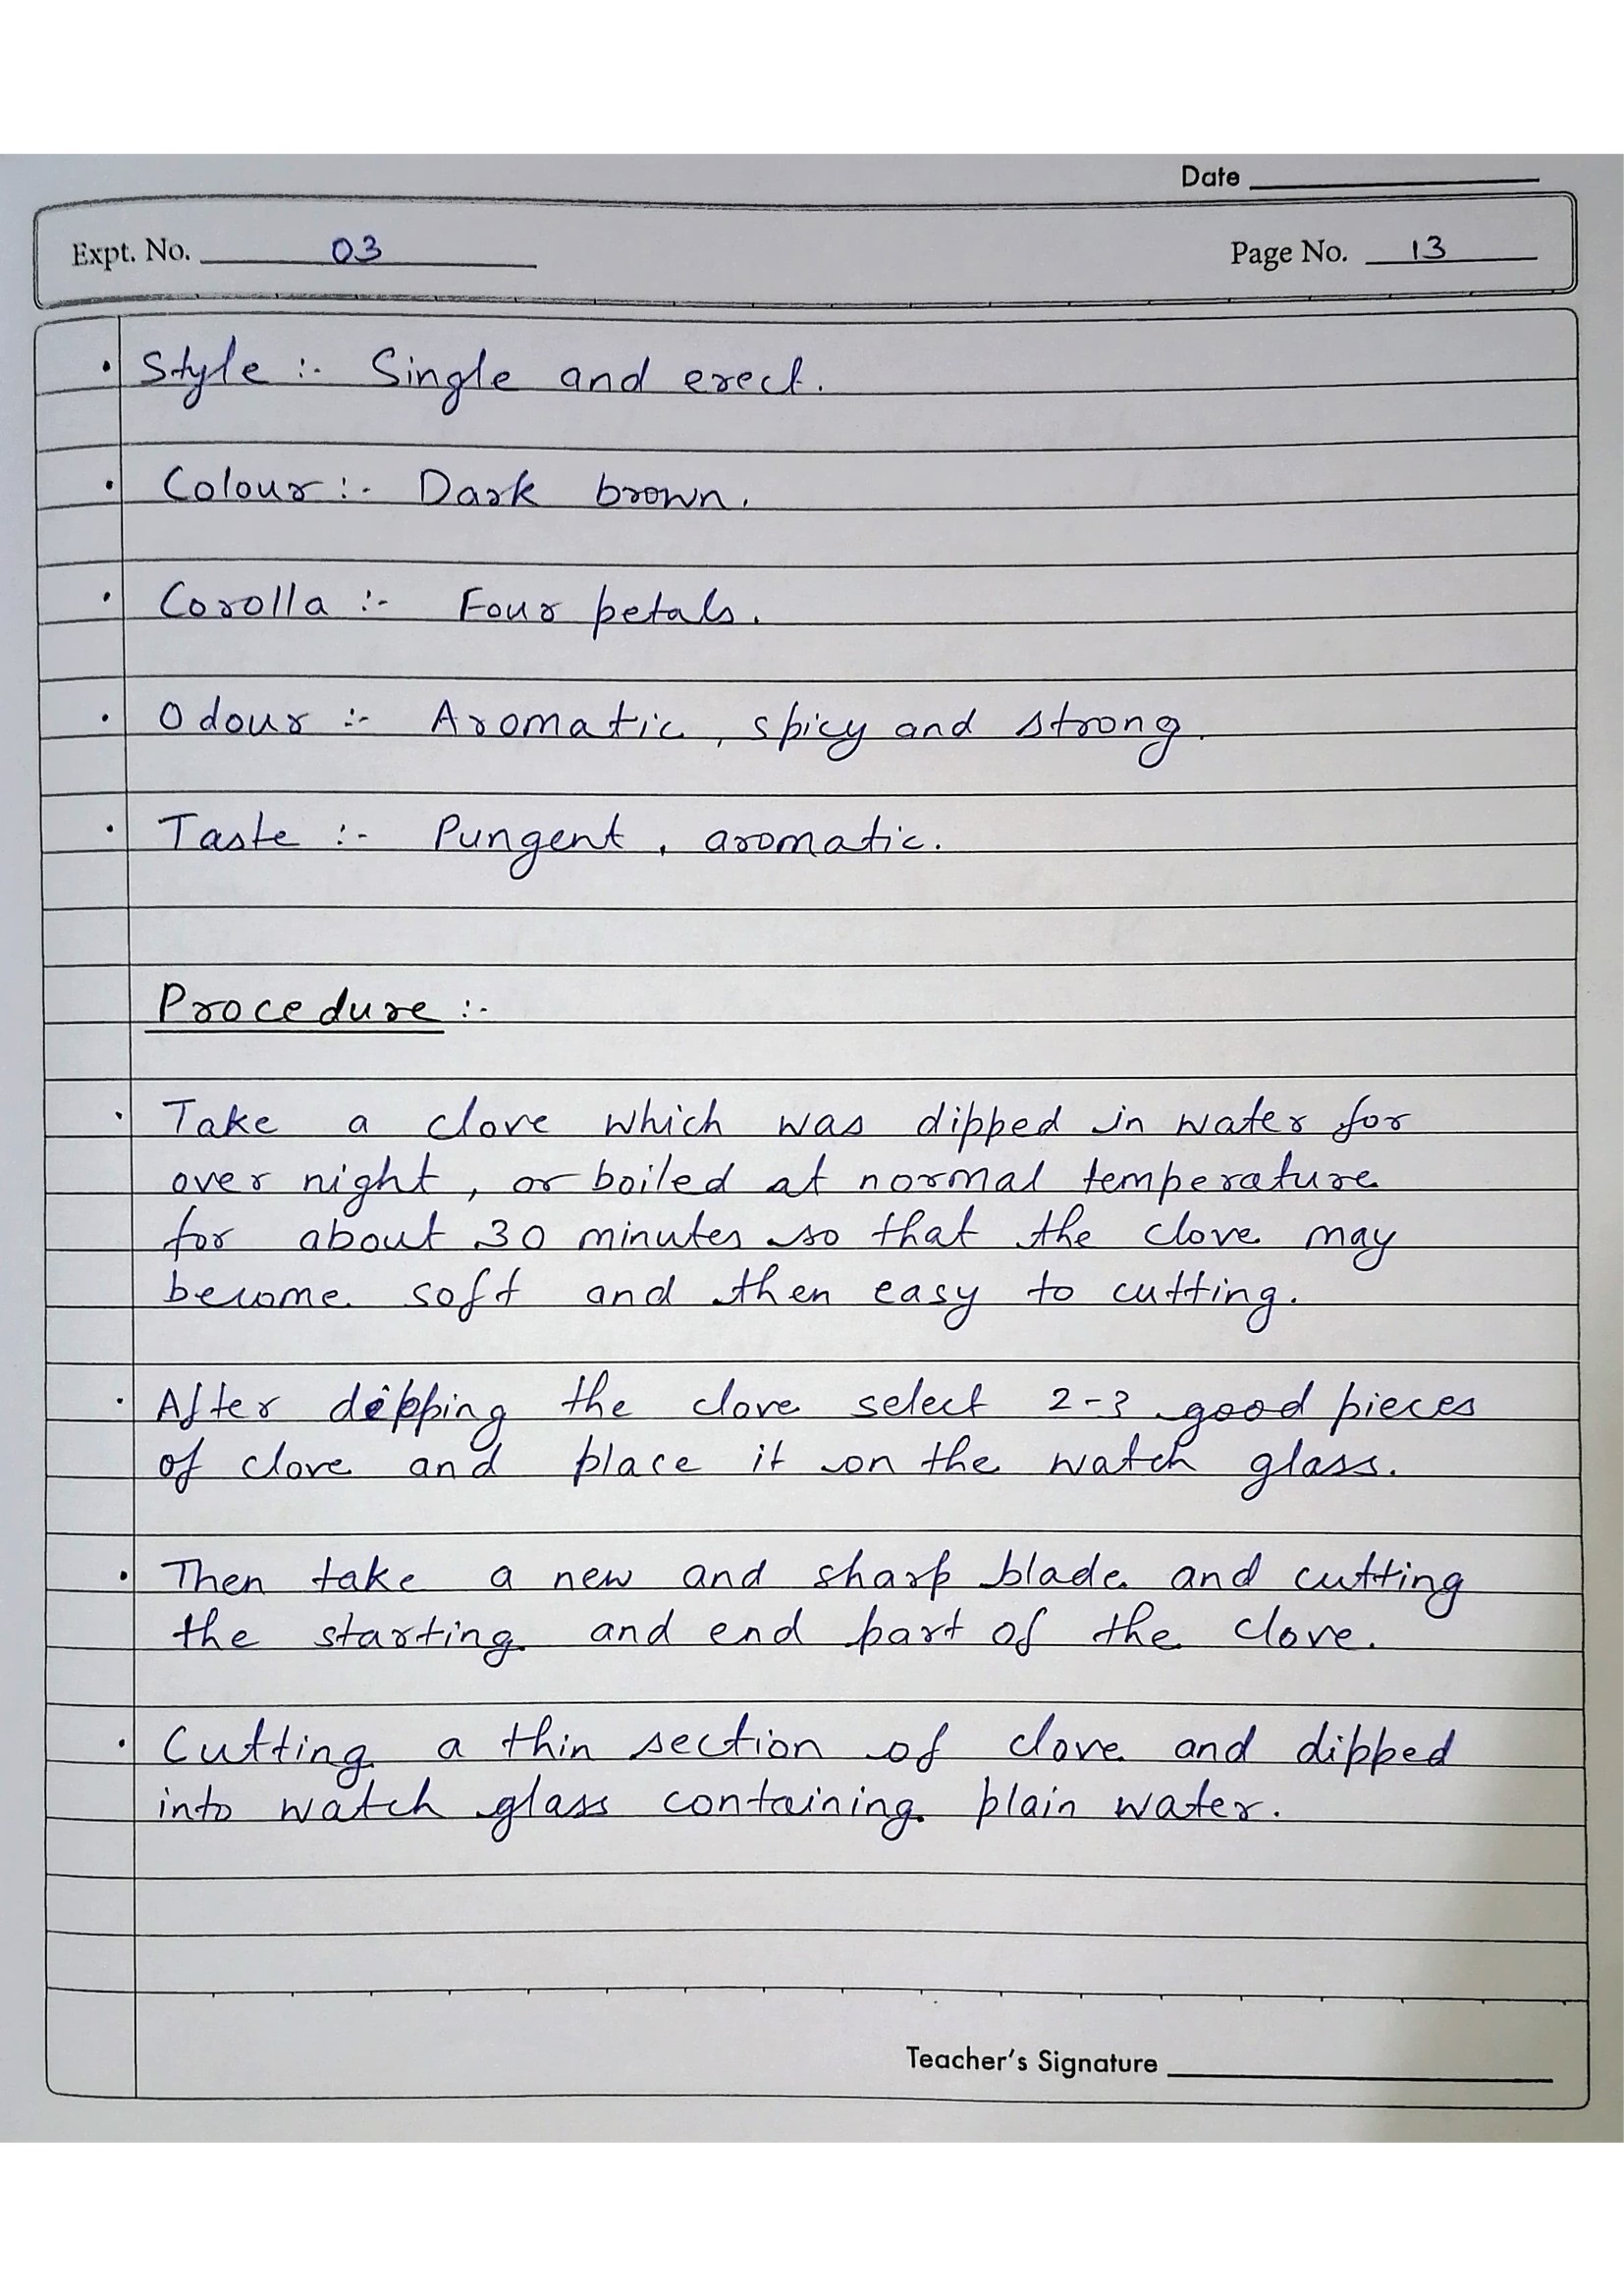 Date
Expt. No. 03
Page No. 13
• Style :- Single and erect.
• Colour :- Dark brown.
• Corolla :- Four petals.
• Odour :- Aromatic, spicy and strong.
• Taste :- Pungent, aromatic.
Procedure :-
• Take a clove which was dipped in water for
over night, or boiled at normal temperature
for about 30 minutes so that the clove may
become soft and then easy to cutting.
• After dipping the clove select 2-3 good pieces
of clove and place it on the watch glass.
• Then take a new and sharp blade and cutting
the starting and end part of the clove.
• Cutting a thin section of clove and dipped
into watch glass containing plain water.
Teacher's Signature